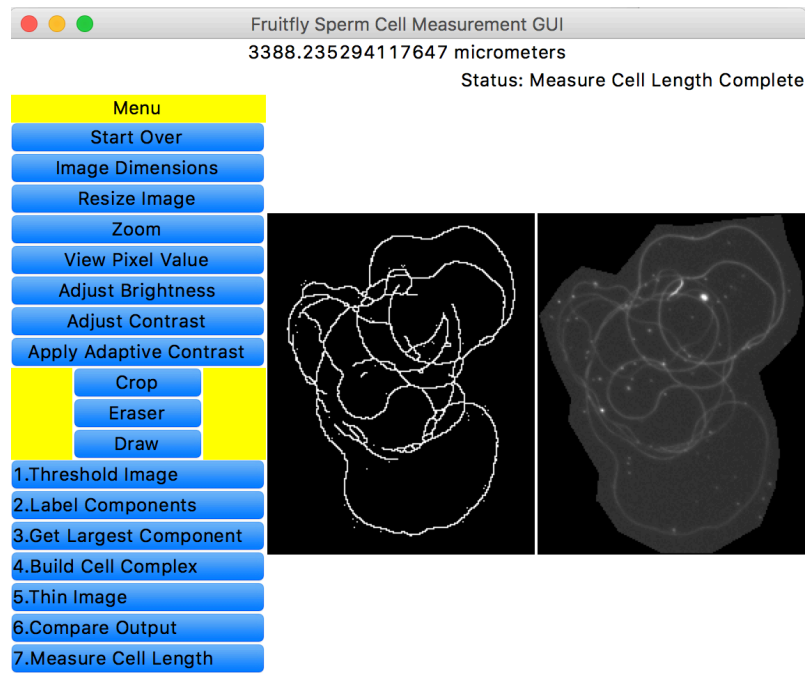 Fruitfly Sperm Cell Measurement GUI
3388.235294117647 micrometers
Status: Measure Cell Length Complete
Menu
Start Over
Image Dimensions
Resize Image
Zoom
View Pixel Value
Adjust Brightness
Adjust Contrast
Apply Adaptive Contrast
Crop
Eraser
Draw
1.Threshold Image
2.Label Components
3.Get Largest Component
4.Build Cell Complex
5.Thin Image
6.Compare Output
7.Measure Cell Length